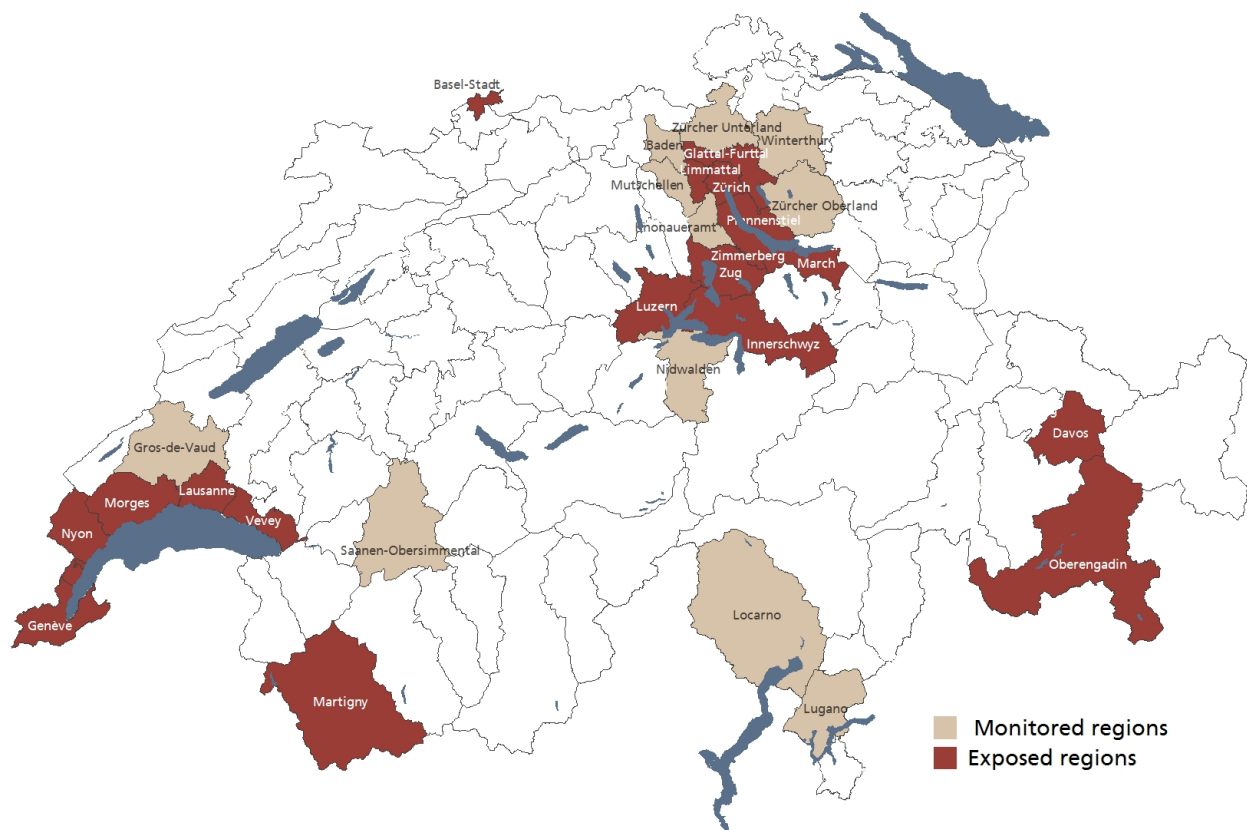 Basel-Stadt
Zürcher Unterland
Baden
Winterthur
Glattal-Furttal
Limmattal
Mutschellen
Zürich
Zürcher Oberland
Pfannenstiel
Knonaueramt
Zimmerberg
March
Zug
Luzern
Innerschwyz
Nidwalden
Davos
Gros-de-Vaud
Lausanne
Morges
Vevey
Nyon
Saanen-Obersimmental
Oberengadin
Locarno
Genève
Martigny
Lugano
Monitored regions
Exposed regions